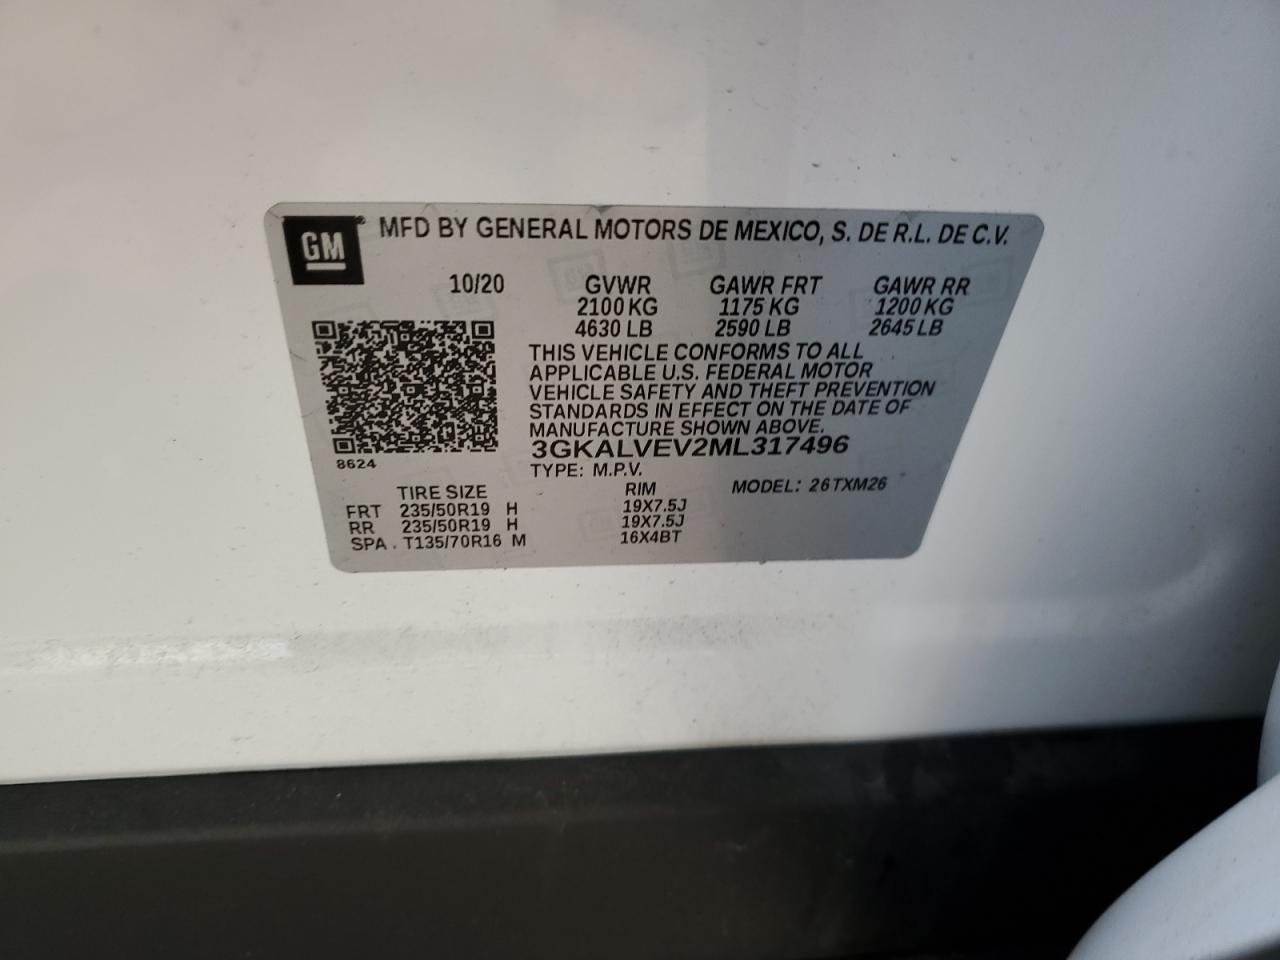 GM® MFD BY GENERAL MOTORS DE MEXICO, S. DE R.L. DE C.V.
10/20 GVWR GAWR FRT GAWR RR
2100 KG 1175 KG 1200 KG
4630 LB 2590 LB 2645 LB
THIS VEHICLE CONFORMS TO ALL
APPLICABLE U.S. FEDERAL MOTOR
VEHICLE SAFETY AND THEFT PREVENTION
STANDARDS IN EFFECT ON THE DATE OF
MANUFACTURE SHOWN ABOVE.
3GKALVEV2ML317496
8624
TYPE: M.P.V.
TIRE SIZE RIM MODEL: 26TXM26
FRT 235/50R19 H 19X7.5J
RR 235/50R19 H 19X7.5J
SPA. T135/70R16 M 16X4BT